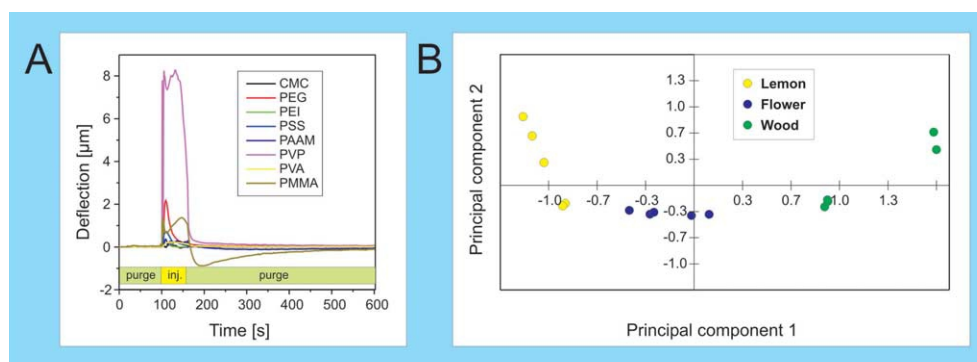 A
8
6
4
2
0
-2
Deflection [µm]
CMC
PEG
PEI
PSS
PAAM
PVP
PVA
PMMA
purge
inj.
purge
0 100 200 300 400 500 600
Time [s]
B
Principal component 2
1.3
1.0
0.7
0.3
-0.3
-0.7
-1.0
Lemon
Flower
Wood
-1.0 -0.7 -0.3 0.3 0.7 1.0 1.3
Principal component 1